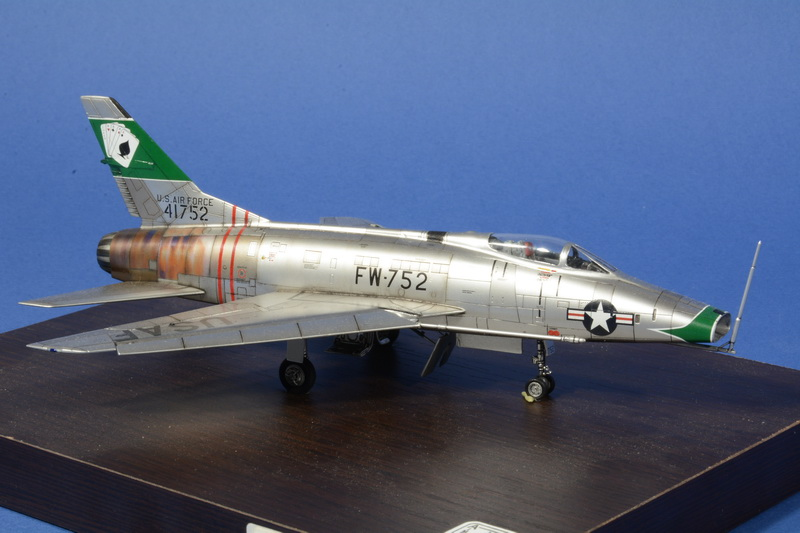 U.S. AIR FORCE
41752
FW-752
USAF